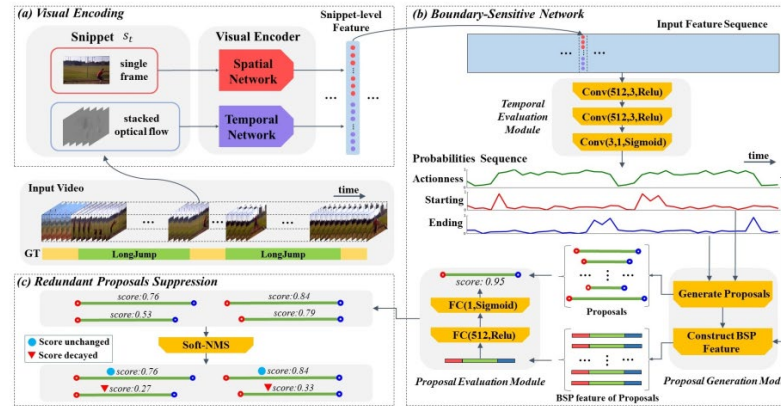 (a) Visual Encoding
Snippet s_t
Visual Encoder
Snippet-level
Feature
single
frame
Spatial
Network
stacked
optical flow
Temporal
Network
... ...
Input Video
time
... ...
GT
LongJump
LongJump
(b) Boundary-Sensitive Network
Input Feature Sequence
... ...
Temporal
Evaluation
Module
Conv(512,3,Relu)
Conv(512,3,Relu)
Conv(3,1,Sigmoid)
Probabilities Sequence
time
Actionness
Starting
Ending
score: 0.95
FC(1,Sigmoid)
FC(512,Relu)
Proposal Evaluation Module
Proposals
BSP feature of Proposals
Generate Proposals
Construct BSP
Feature
Proposal Generation Mod
(c) Redundant Proposals Suppression
score:0.76 score:0.84
score:0.53 score:0.79
Score unchanged
Score decayed
Soft-NMS
score:0.76 score:0.84
score:0.27 score:0.33